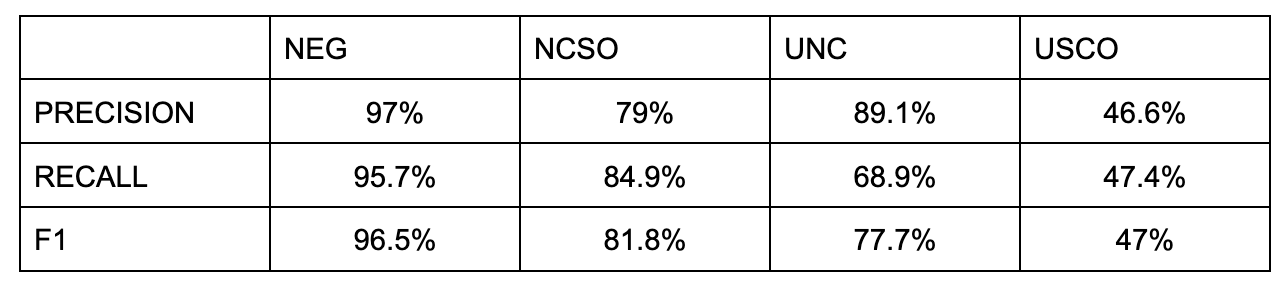 NEG NCSO UNC USCO
PRECISION 97% 79% 89.1% 46.6%
RECALL 95.7% 84.9% 68.9% 47.4%
F1 96.5% 81.8% 77.7% 47%